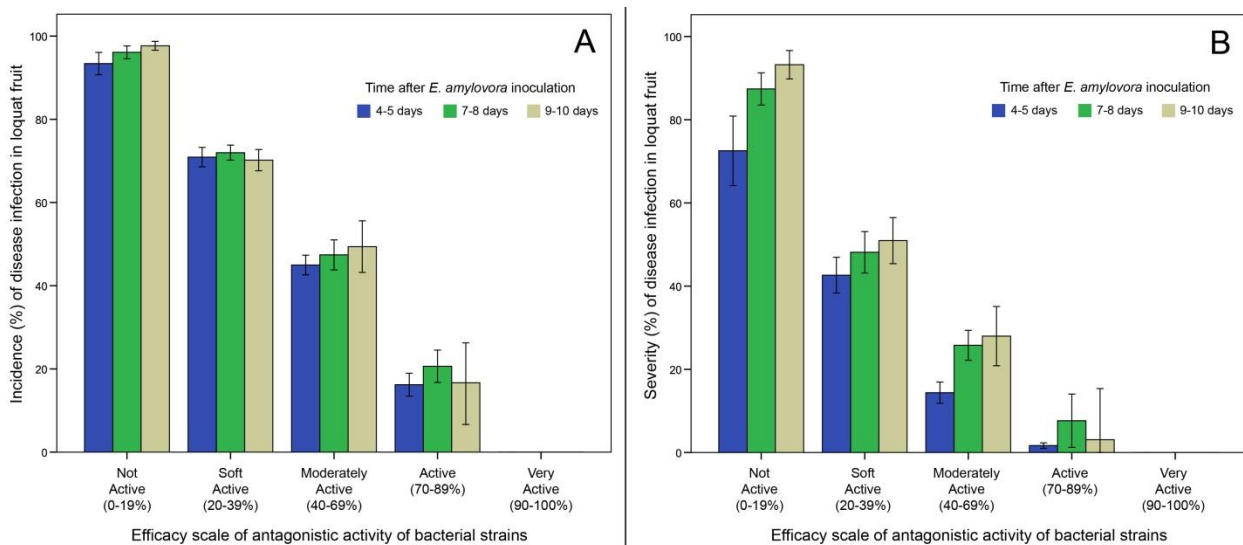 A
Time after E. amylovora inoculation
4-5 days 7-8 days 9-10 days
Incidence (%) of disease infection in loquat fruit
100
80
60
40
20
0
Not Active (0-19%)
Soft Active (20-39%)
Moderately Active (40-69%)
Active (70-89%)
Very Active (90-100%)
Efficacy scale of antagonistic activity of bacterial strains
B
Time after E. amylovora inoculation
4-5 days 7-8 days 9-10 days
Severity (%) of disease infection in loquat fruit
100
80
60
40
20
0
Not Active (0-19%)
Soft Active (20-39%)
Moderately Active (40-69%)
Active (70-89%)
Very Active (90-100%)
Efficacy scale of antagonistic activity of bacterial strains